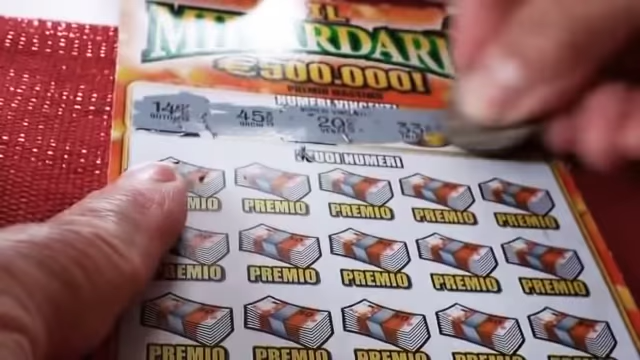 IL
MILIARDARIO
€500.000!
PREMIO MASSIMO
NUMERI VINCENTI
14 45 20 33
I TUOI NUMERI
PREMIO PREMIO PREMIO PREMIO PREMIO
PREMIO PREMIO PREMIO PREMIO PREMIO
PREMIO PREMIO PREMIO PREMIO PREMIO